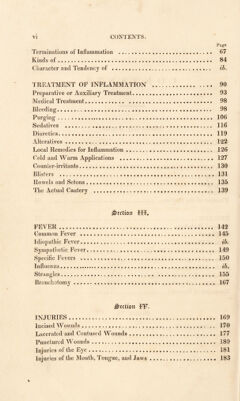 vi CONTENTS.
Page
Terminations of Inflammation 67
Kinds of 84
Character and Tendency of ib.
TREATMENT OF INFLAMMATION 90
Preparative or Auxiliary Treatment 93
Medical Treatment 98
Bleeding 98
Purging 106
Sedatives 116
Diuretics 119
Alteratives 122
Local Remedies for Inflammation 126
Cold and Warm Applications 127
Counter-irritants 130
Blisters 131
Rowels and Setons 135
The Actual Cautery 139
Section III.
FEVER 142
Common Fever 145
Idiopathic Fever ib.
Sympathetic Fever 149
Specific Fevers 150
Influenza ib.
Strangles 155
Bronchotomy 167
Section IV.
INJURIES 169
Incised Wounds 170
Lacerated and Contused Wounds 177
Punctured Wounds 180
Injuries of the Eye 181
Injuries of the Mouth, Tongue, and Jaws 183